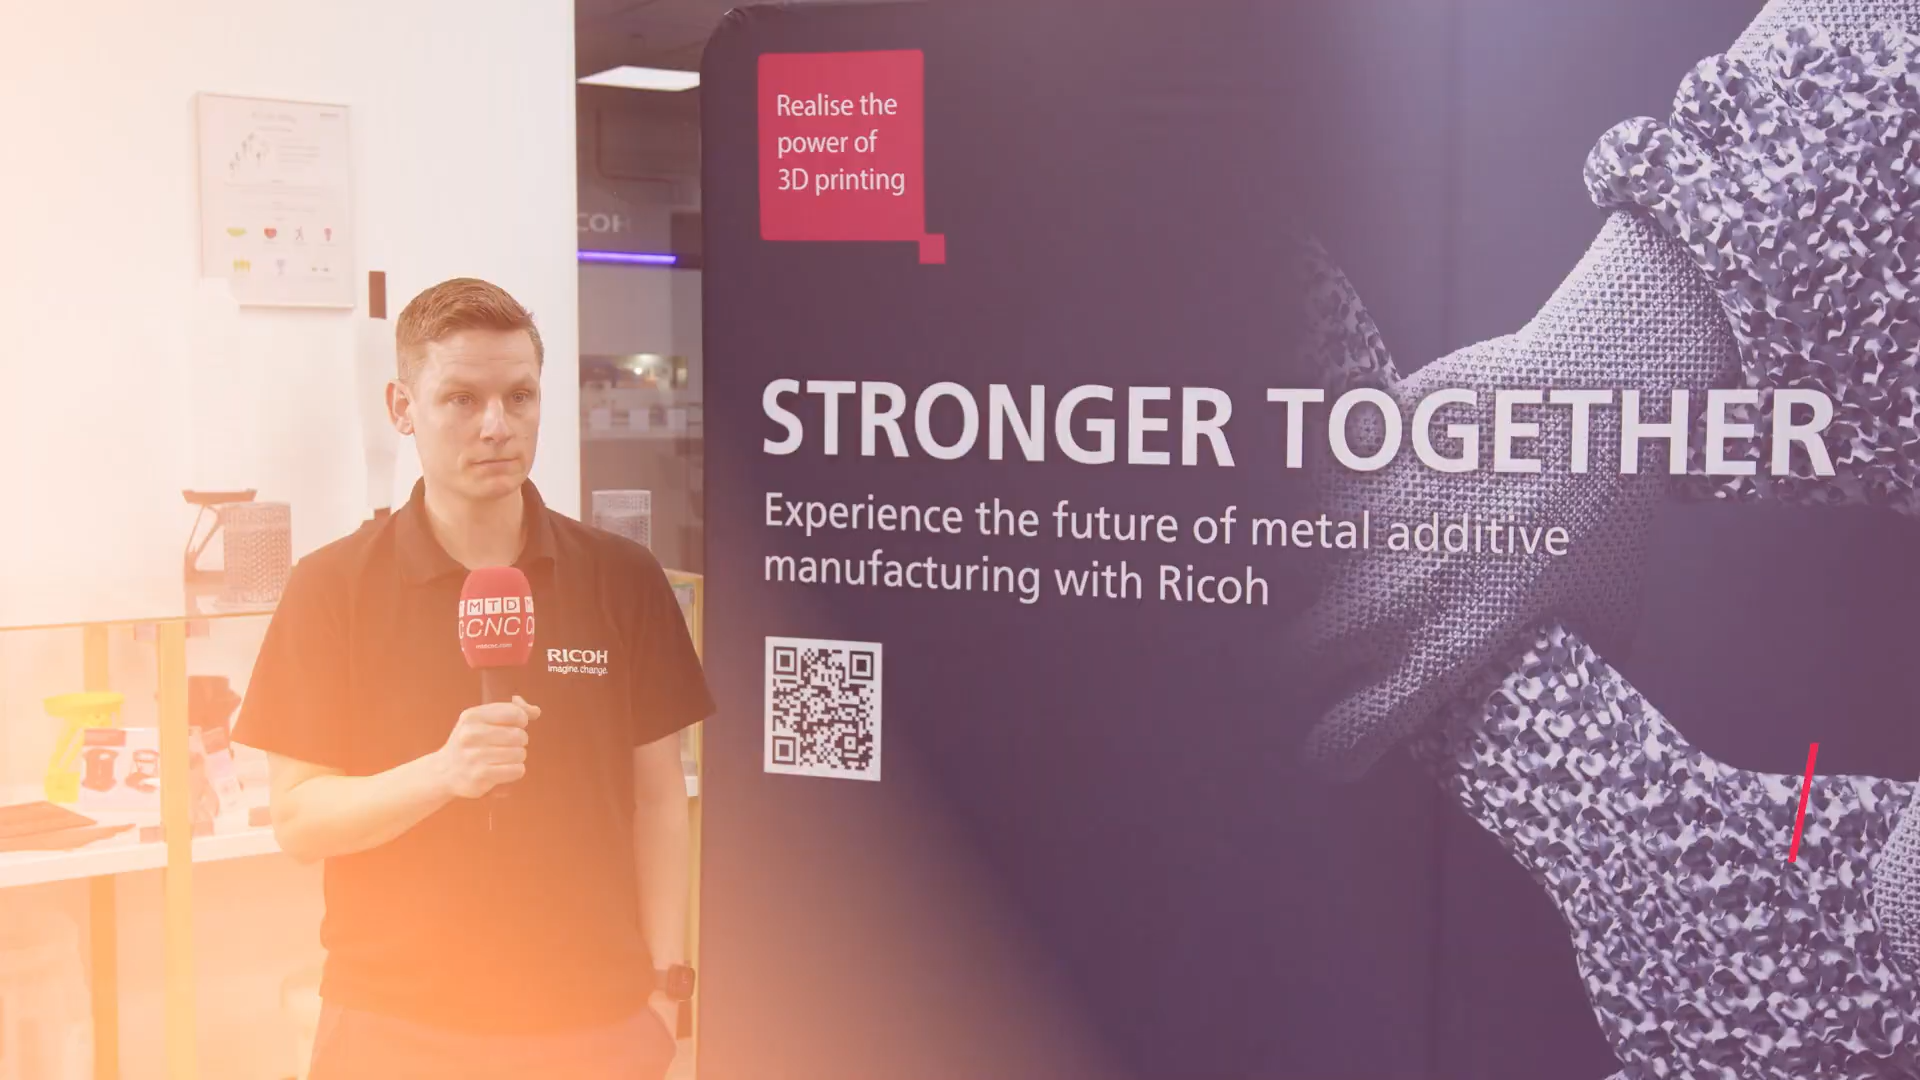 Realise the
power of
3D printing
COH
STRONGER TOGETHER
Experience the future of metal additive
manufacturing with Ricoh
MTD
CNC
RICOH
imagine. change.